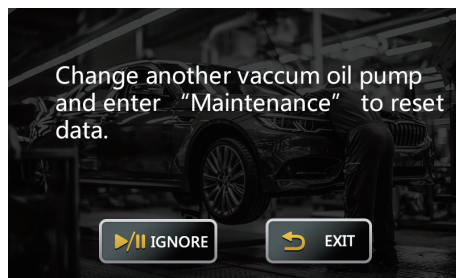 Change another vaccum oil pump
and enter “Maintenance” to reset
data.
IGNORE
EXIT